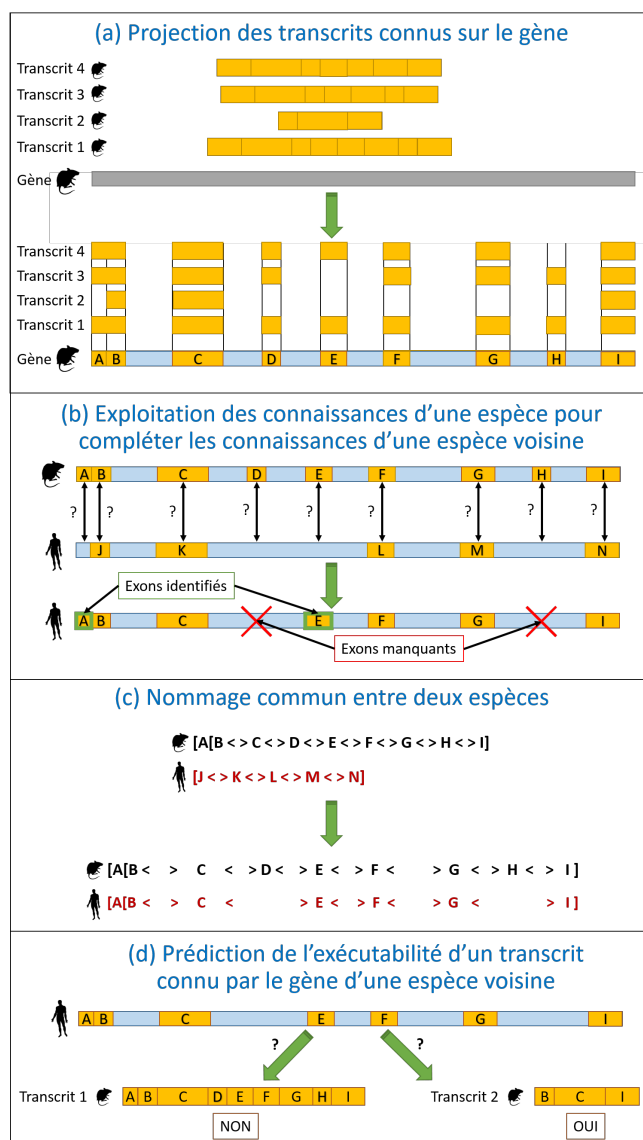 (a) Projection des transcrits connus sur le gène
Transcrit 4
Transcrit 3
Transcrit 2
Transcrit 1
Gène
Transcrit 4
Transcrit 3
Transcrit 2
Transcrit 1
Gène A B C D E F G H I
(b) Exploitation des connaissances d’une espèce pour
compléter les connaissances d’une espèce voisine
A B C D E F G H I
? ? ? ? ? ? ? ? ?
J K L M N
Exons identifiés
A B C E F G I
Exons manquants
(c) Nommage commun entre deux espèces
[A[B < > C < > D < > E < > F < > G < > H < > I]
[J < > K < > L < > M < > N]
[A[B < > C < > D < > E < > F < > G < > H < > I ]
[A[B < > C < > E < > F < > G < > I ]
(d) Prédiction de l’exécutabilité d’un transcrit
connu par le gène d’une espèce voisine
A B C E F G I
? ?
Transcrit 1 A B C D E F G H I Transcrit 2 B C I
NON OUI